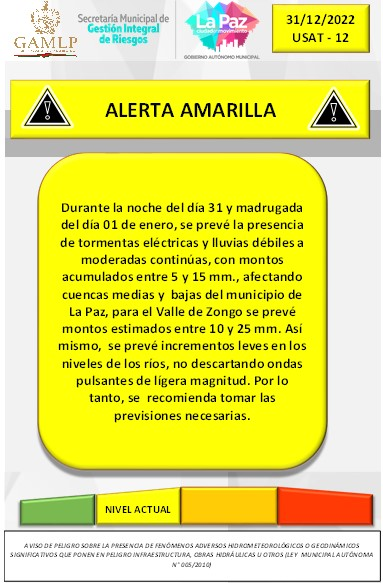 GAMLP
Secretaría Municipal de
Gestión Integral
de Riesgos
La Paz
ciudad en movimiento
GOBIERNO AUTÓNOMO MUNICIPAL
31/12/2022
USAT - 12
ALERTA AMARILLA
Durante la noche del día 31 y madrugada
del día 01 de enero, se prevé la presencia
de tormentas eléctricas y lluvias débiles a
moderadas continúas, con montos
acumulados entre 5 y 15 mm., afectando
cuencas medias y bajas del municipio de
La Paz, para el Valle de Zongo se prevé
montos estimados entre 10 y 25 mm. Así
mismo, se prevé incrementos leves en los
niveles de los ríos, no descartando ondas
pulsantes de lígera magnitud. Por lo
tanto, se recomienda tomar las
previsiones necesarias.
NIVEL ACTUAL
AVISO DE PELIGRO SOBRE LA PRESENCIA DE FENÓMENOS ADVERSOS HIDROMETEOROLÓGICOS O GEODINÁMICOS
SIGNIFICATIVOS QUE PONEN EN PELIGRO INFRAESTRUCTURA, OBRAS HIDRÁULICAS U OTROS (LEY MUNICIPAL AUTÓNOMA
N° 005/2010)